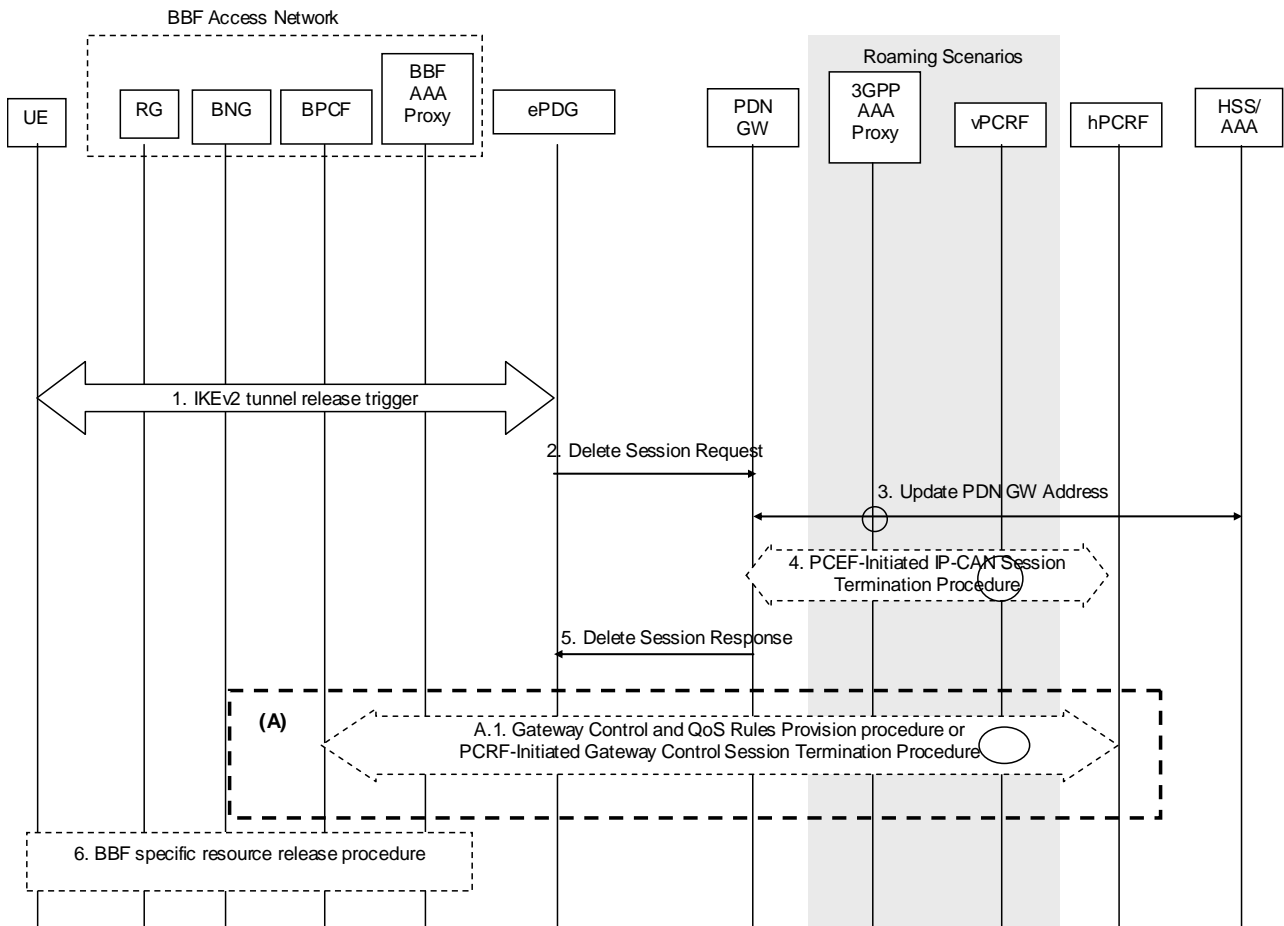 BBF Access Network
Roaming Scenarios
UE
RG
BNG
BPCF
BBF
AAA
Proxy
ePDG
PDN
GW
3GPP
AAA
Proxy
vPCRF
hPCRF
HSS/
AAA
1. IKEv2 tunnel release trigger
2. Delete Session Request
3. Update PDN GW Address
4. PCEF-Initiated IP-CAN Session
Termination Procedure
5. Delete Session Response
(A)
A.1. Gateway Control and QoS Rules Provision procedure or
PCRF-Initiated Gateway Control Session Termination Procedure
6. BBF specific resource release procedure